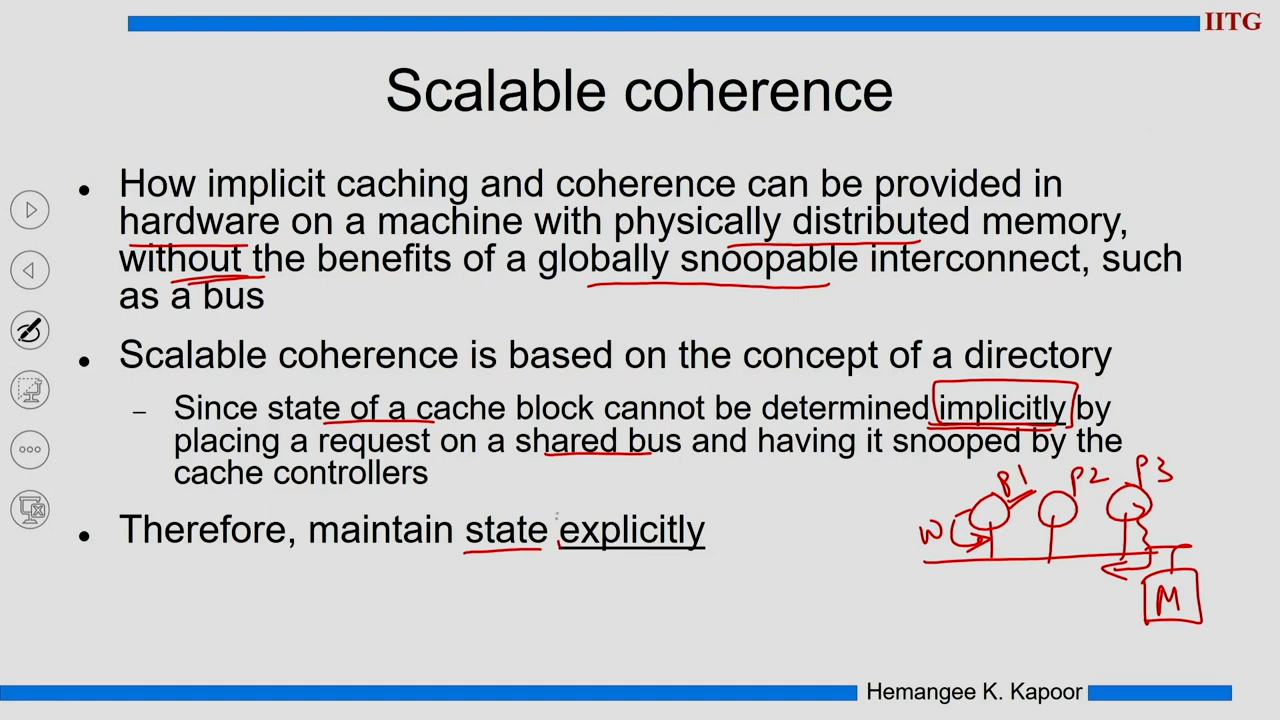 IITG
Scalable coherence
• How implicit caching and coherence can be provided in
hardware on a machine with physically distributed memory,
without the benefits of a globally snoopable interconnect, such
as a bus
• Scalable coherence is based on the concept of a directory
– Since state of a cache block cannot be determined implicitly by
placing a request on a shared bus and having it snooped by the
cache controllers
• Therefore, maintain state explicitly
P1 P2 P3
W
M
Hemangee K. Kapoor